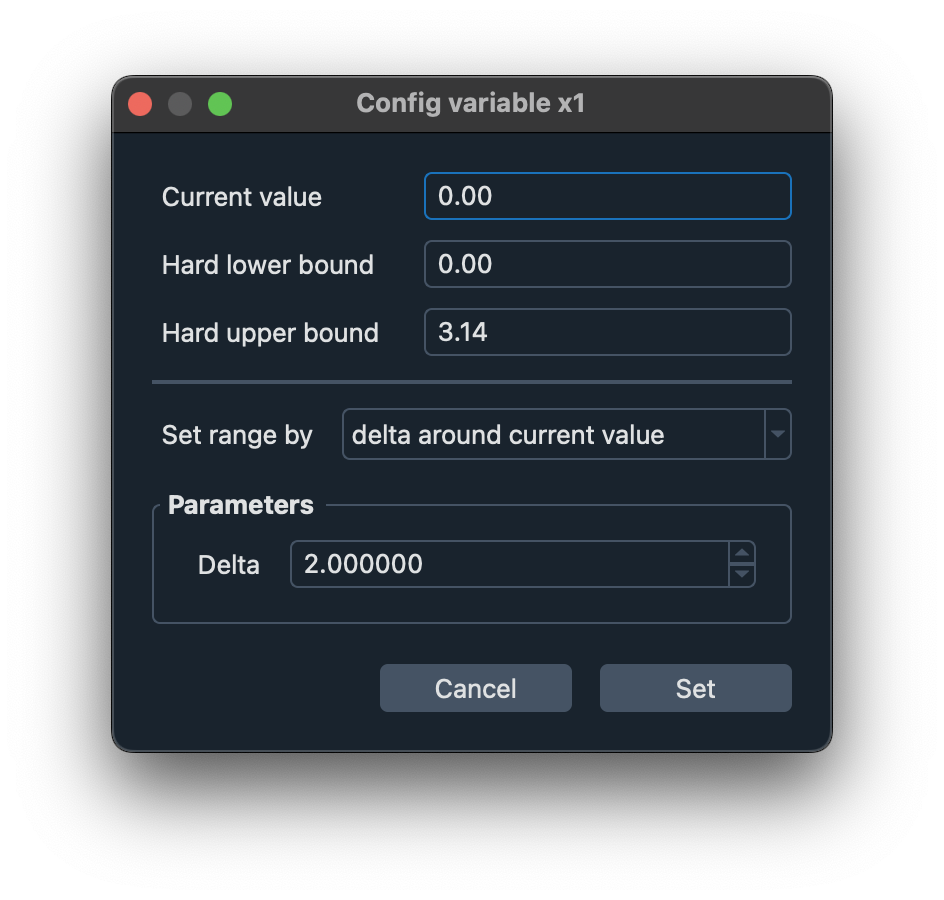 Config variable x1
Current value 0.00
Hard lower bound 0.00
Hard upper bound 3.14
Set range by delta around current value
Parameters
Delta 2.000000
Cancel Set